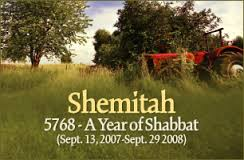 Shemitah
5768 - A Year of Shabbat
(Sept. 13, 2007-Sept. 29 2008)